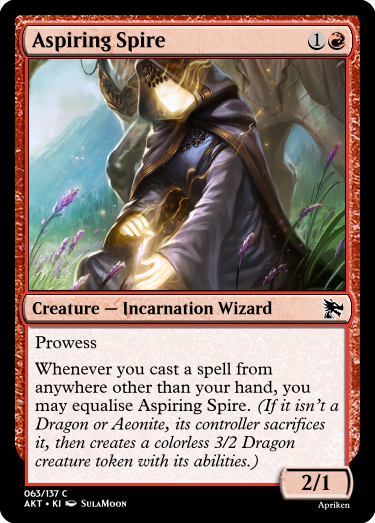 Aspiring Spire
1
Creature — Incarnation Wizard
Prowess
Whenever you cast a spell from
anywhere other than your hand, you
may equalise Aspiring Spire. (If it isn't a
Dragon or Aeonite, its controller sacrifices
it, then creates a colorless 3/2 Dragon
creature token with its abilities.)
2/1
063/137 C
AKT • KI SulaMoon
Apriken